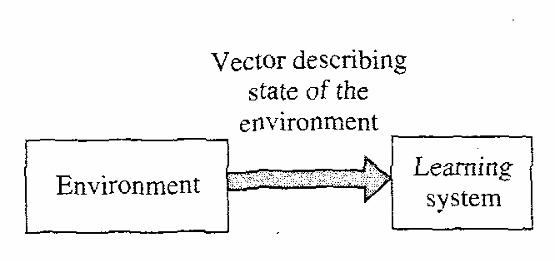 Vector describing
state of the
environment
Environment
Learning
system